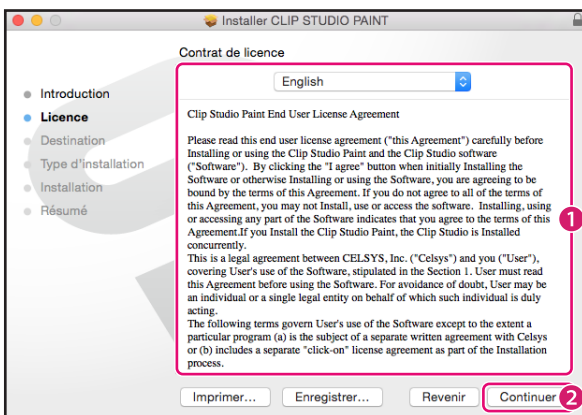 Installer CLIP STUDIO PAINT
Contrat de licence
Introduction
Licence
Destination
Type d'installation
Installation
Résumé
English
Clip Studio Paint End User License Agreement
Please read this end user license agreement ("this Agreement") carefully before
Installing or using the Clip Studio Paint and the Clip Studio software
("Software"). By clicking the "I agree" button when initially Installing the
Software or otherwise Installing or using the Software, you are agreeing to be
bound by the terms of this Agreement. If you do not agree to all of the terms of
this Agreement, you may not Install, use or access the software. Installing, using
or accessing any part of the Software indicates that you agree to the terms of this
Agreement.If you Install the Clip Studio Paint, the Clip Studio is Installed
concurrently.
This is a legal agreement between CELSYS, Inc. ("Celsys") and you ("User"),
covering User's use of the Software, stipulated in the Section 1. User must read
this Agreement before using the Software. For avoidance of doubt, User may be
an individual or a single legal entity on behalf of which such individual is duly
acting.
The following terms govern User's use of the Software except to the extent a
particular program (a) is the subject of a separate written agreement with Celsys
or (b) includes a separate "click-on" license agreement as part of the Installation
process.
1
Imprimer... Enregistrer... Revenir Continuer 2